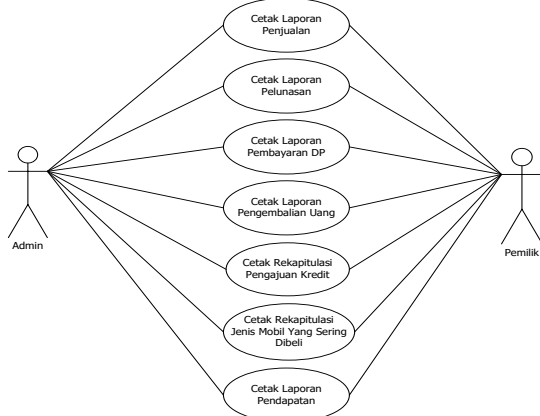 Cetak Laporan
Penjualan
Cetak Laporan
Pelunasan
Cetak Laporan
Pembayaran DP
Cetak Laporan
Pengembalian Uang
Admin
Pemilik
Cetak Rekapitulasi
Pengajuan Kredit
Cetak Rekapitulasi
Jenis Mobil Yang Sering
Dibeli
Cetak Laporan
Pendapatan